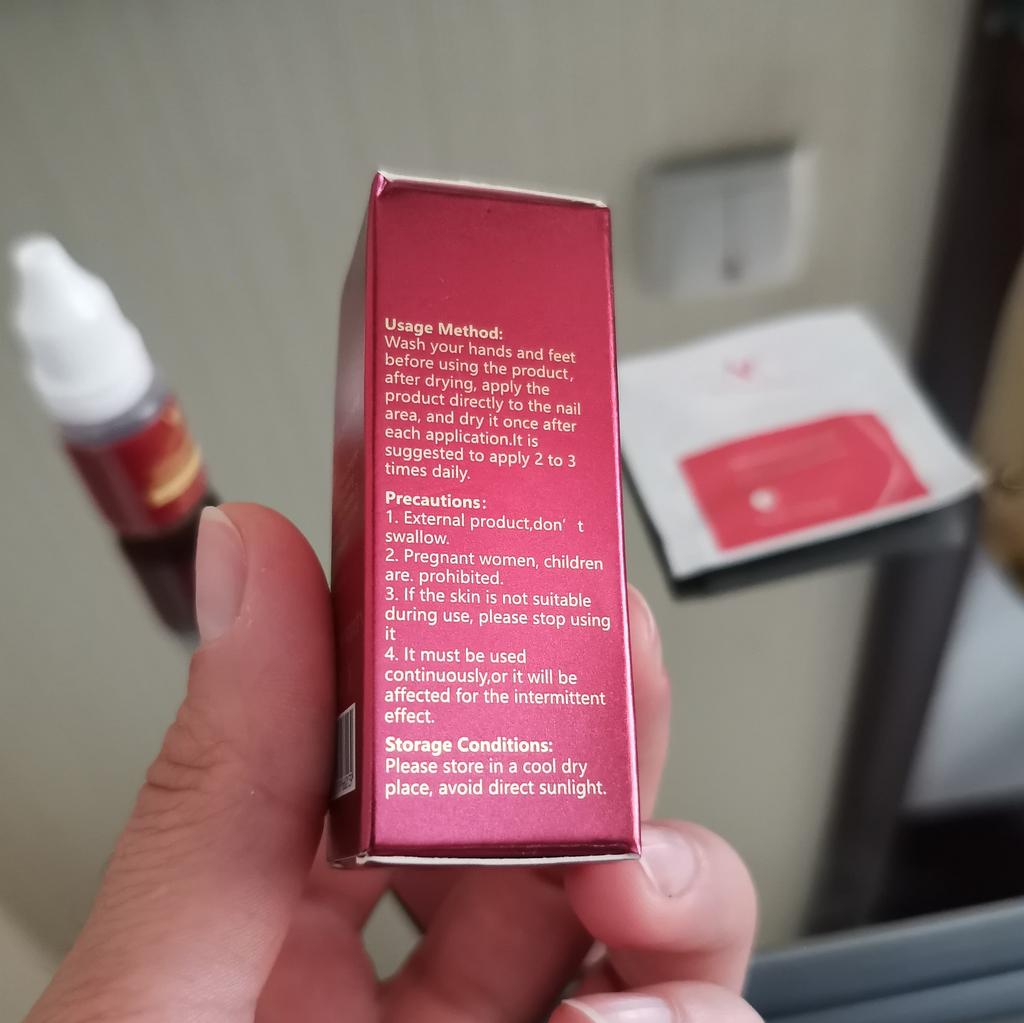 Usage Method:
Wash your hands and feet
before using the product,
after drying, apply the
product directly to the nail
area, and dry it once after
each application.It is
suggested to apply 2 to 3
times daily.
Precautions:
1. External product,don' t
swallow.
2. Pregnant women, children
are. prohibited.
3. If the skin is not suitable
during use, please stop using
it
4. It must be used
continuously,or it will be
affected for the intermittent
effect.
Storage Conditions:
Please store in a cool dry
place, avoid direct sunlight.